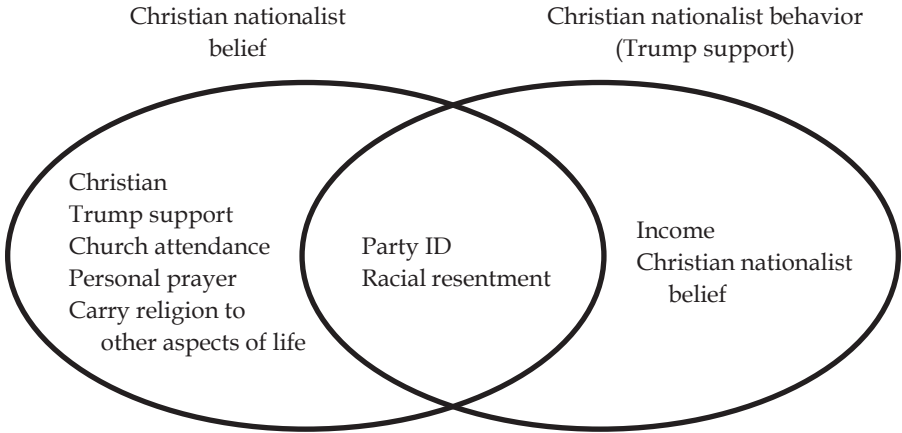 Christian nationalist
belief
Christian nationalist behavior
(Trump support)
Christian
Trump support
Church attendance
Personal prayer
Carry religion to
other aspects of life
Party ID
Racial resentment
Income
Christian nationalist
belief